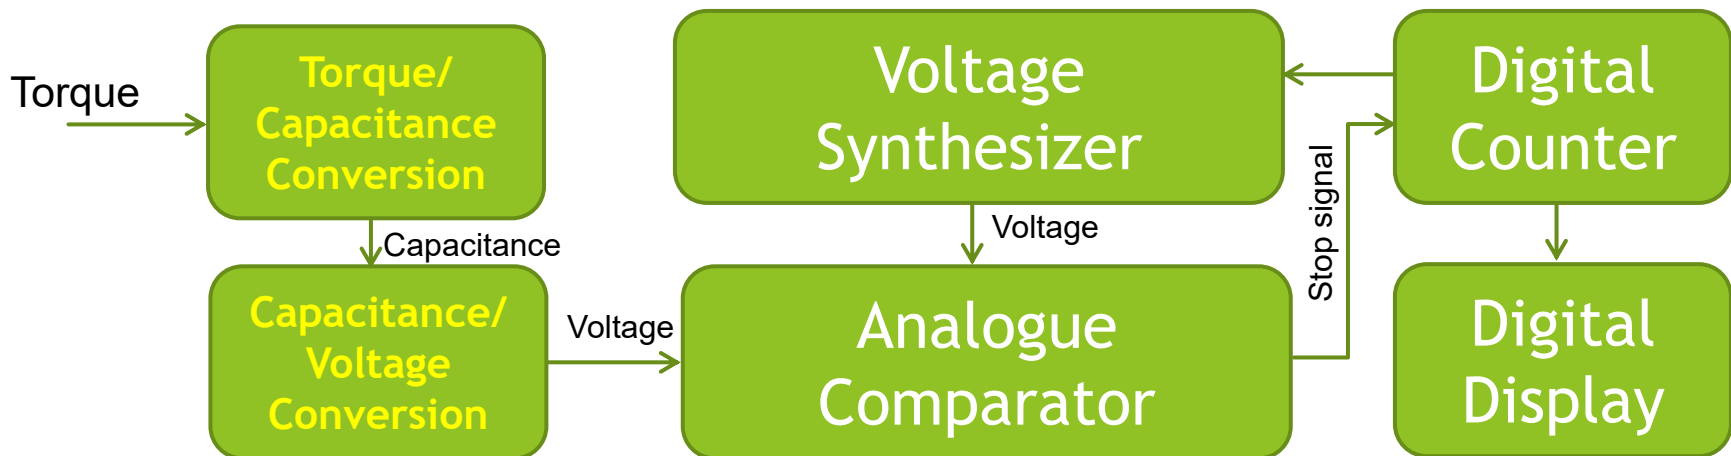 Torque
Torque/
Capacitance
Conversion
Capacitance
Capacitance/
Voltage
Conversion
Voltage
Voltage
Synthesizer
Voltage
Analogue
Comparator
Stop signal
Digital
Counter
Digital
Display